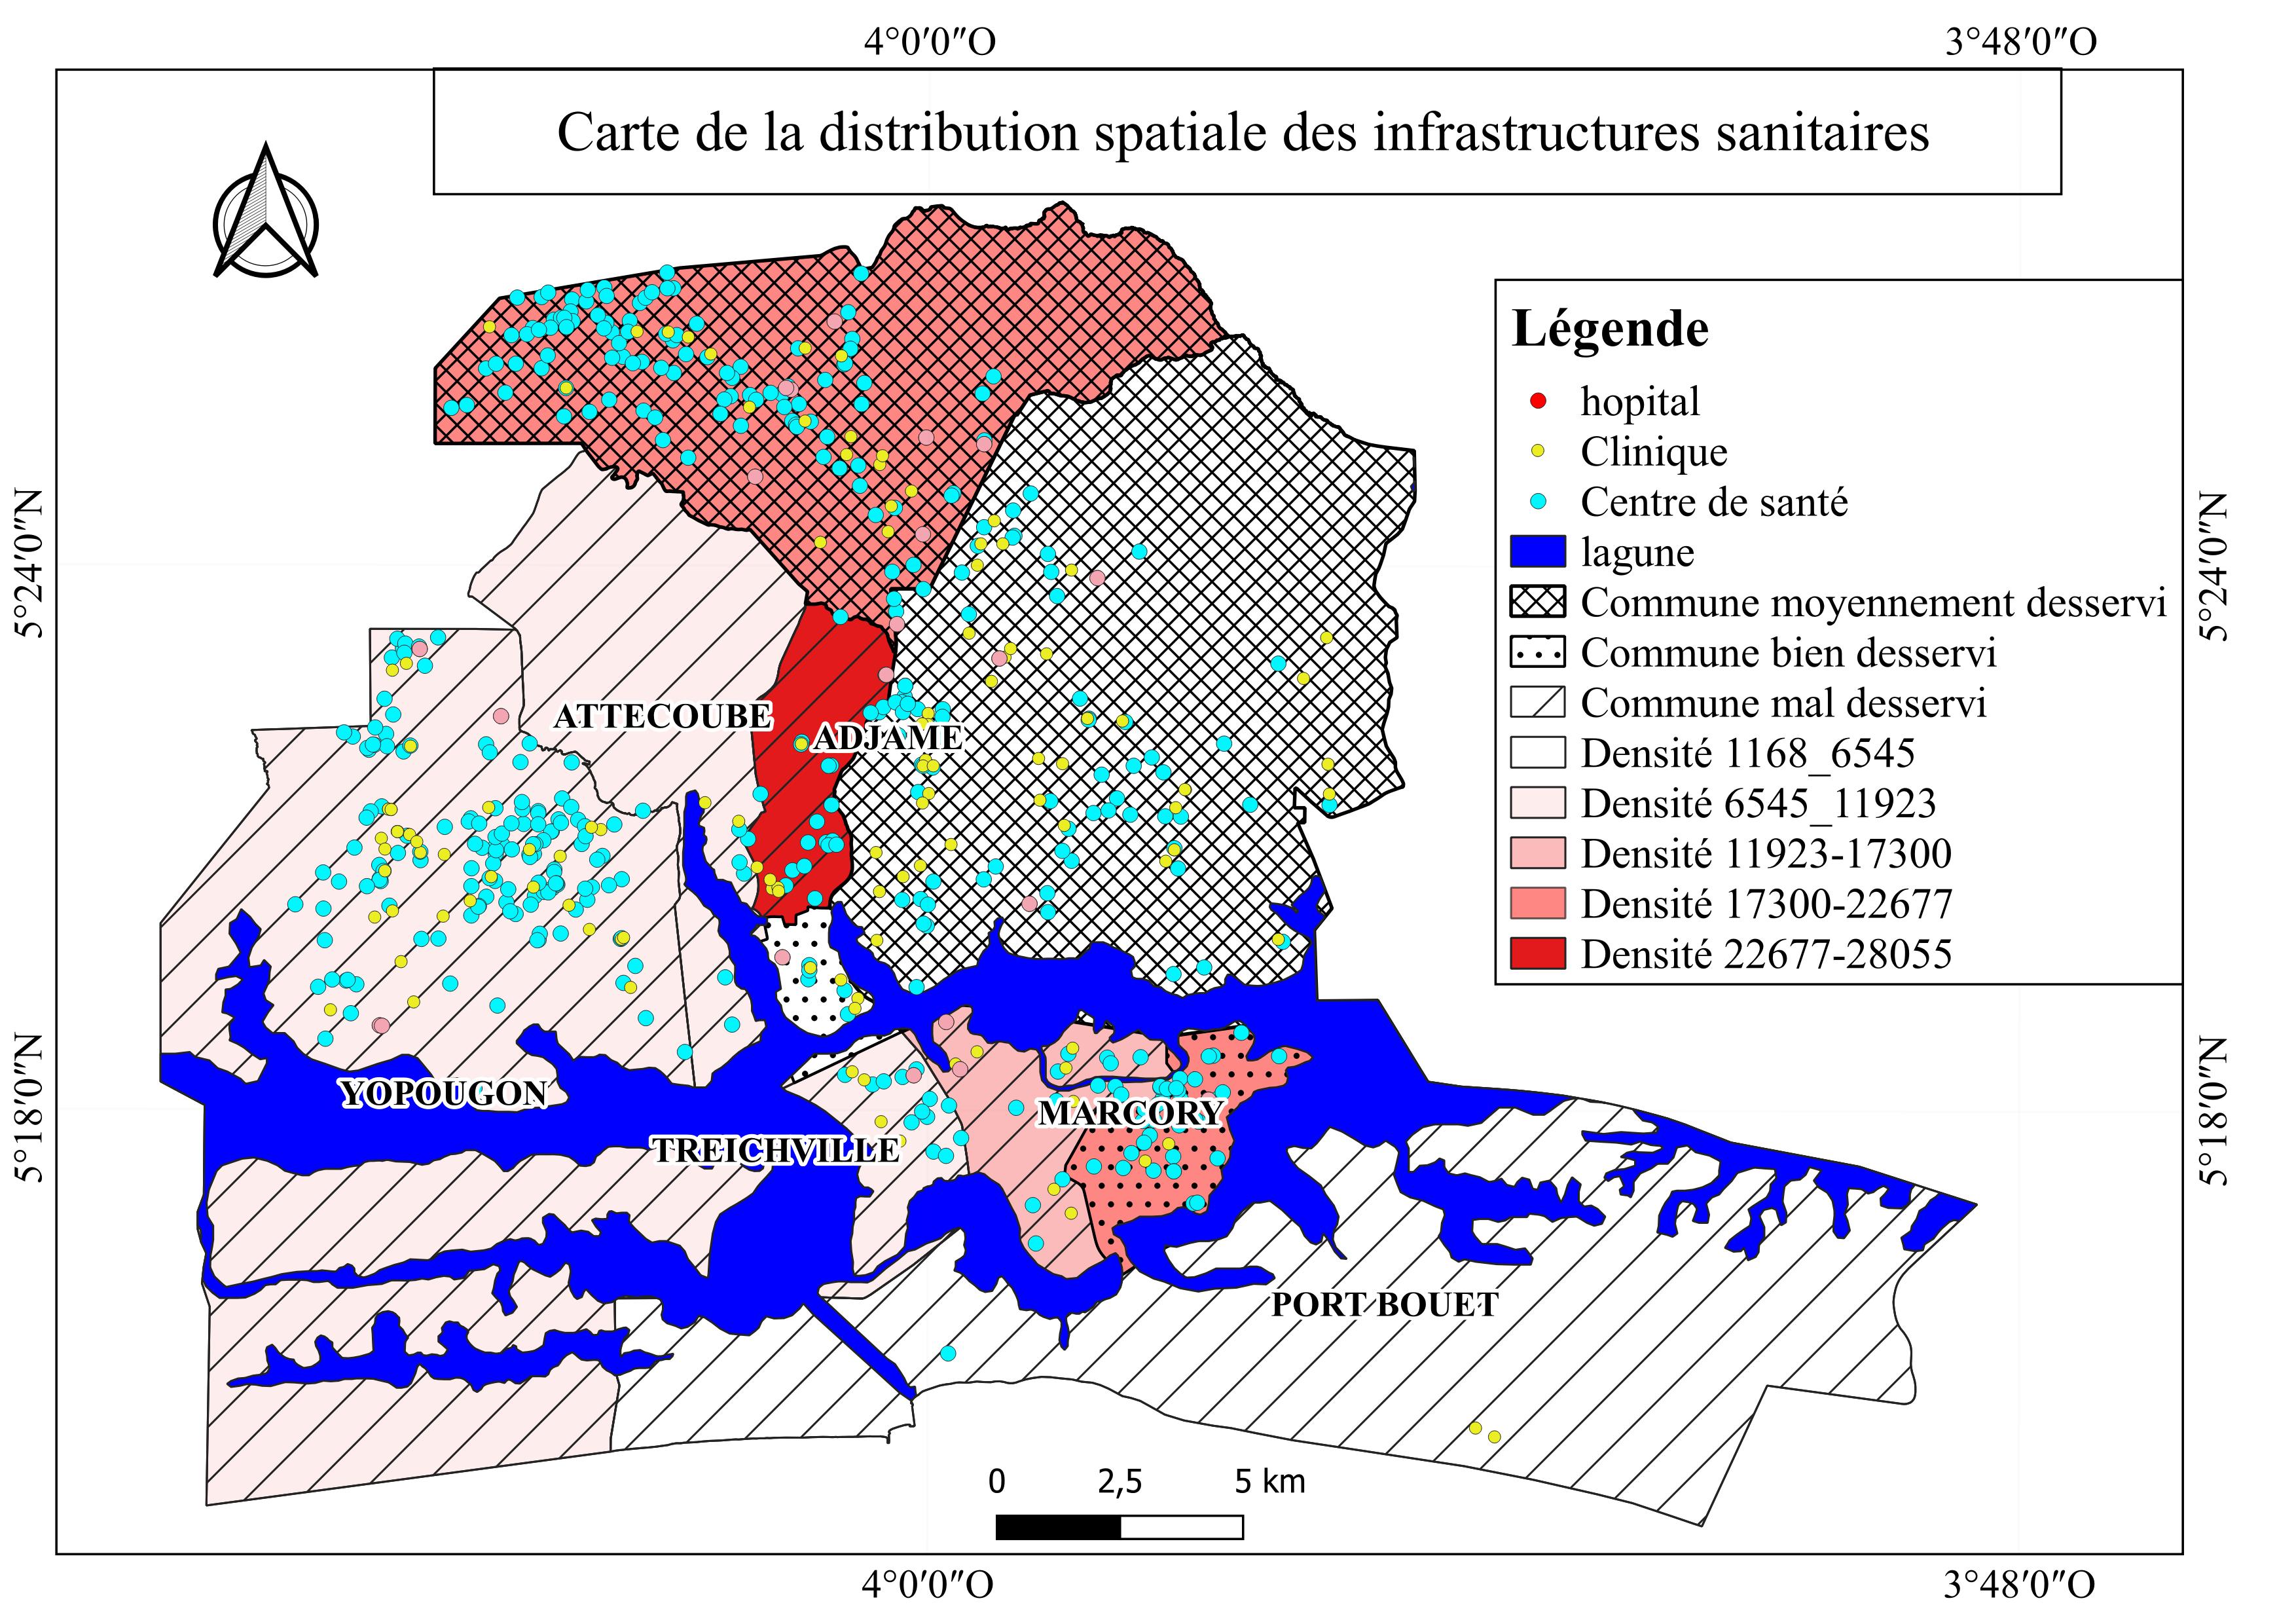 4°0′0″O
3°48′0″O
Carte de la distribution spatiale des infrastructures sanitaires
Légende
hopital
Clinique
Centre de santé
lagune
Commune moyennement desservi
Commune bien desservi
Commune mal desservi
Densité 1168_6545
Densité 6545_11923
Densité 11923-17300
Densité 17300-22677
Densité 22677-28055
5°24′0″N
5°24′0″N
ATTECOUBE
ADJAME
5°18′0″N
YOPOUGON
MARCORY
5°18′0″N
TREICHVILLE
PORT BOUET
0
2,5
5 km
4°0′0″O
3°48′0″O